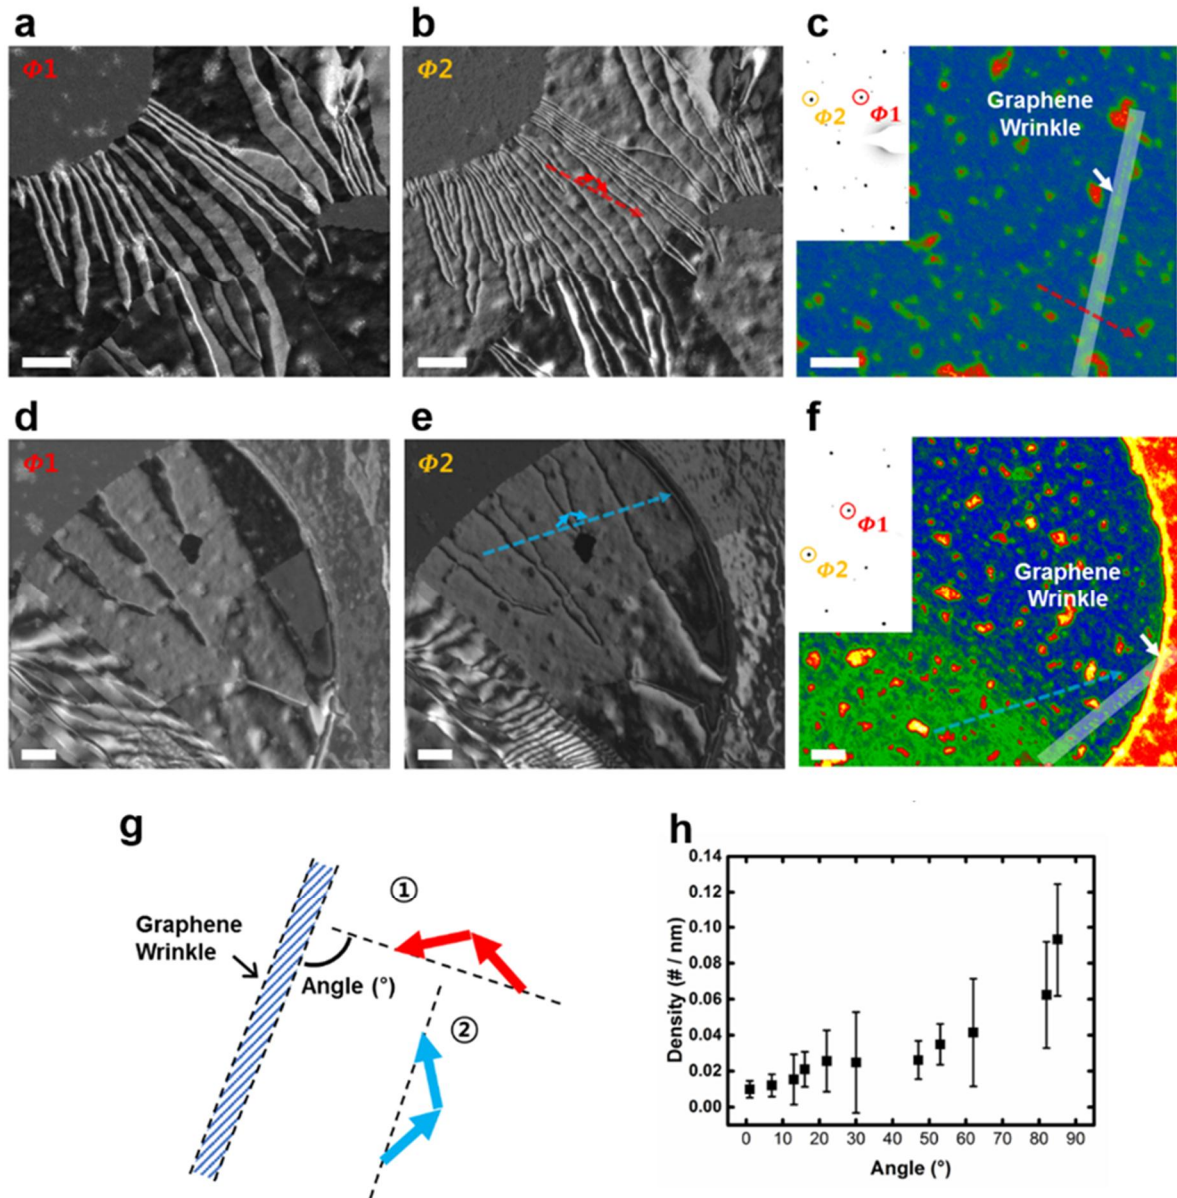 a
b
c
Φ1
Φ2
Φ2
Φ1
Graphene
Wrinkle
d
e
f
Φ1
Φ2
Φ1
Φ2
Graphene
Wrinkle
g
h
①
Graphene
Wrinkle
Angle (°)
②
Density (# / nm)
0.14
0.12
0.10
0.08
0.06
0.04
0.02
0.00
0 10 20 30 40 50 60 70 80 90
Angle (°)